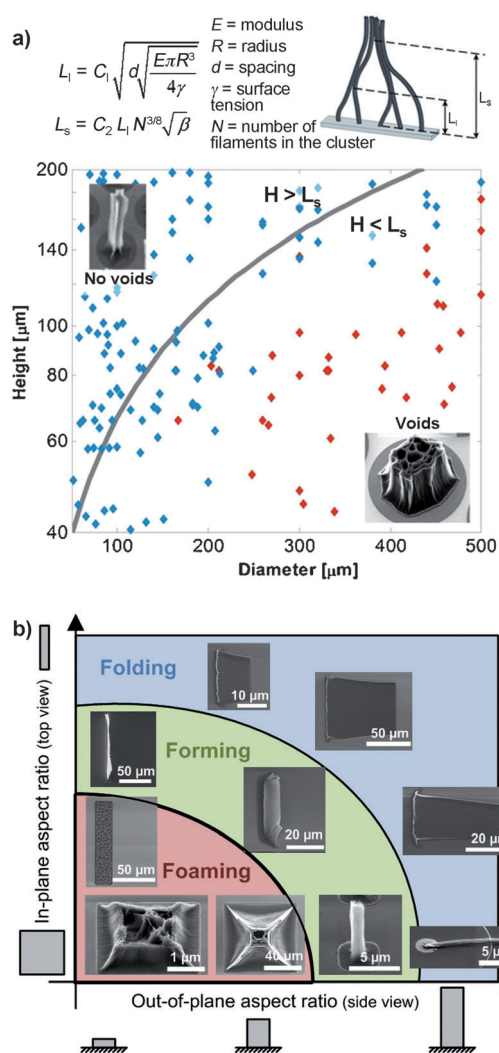 a)
L_l = C_l √(d √(EπR³ / 4γ))
L_s = C_2 L_l N^{3/8} √β
E = modulus
R = radius
d = spacing
γ = surface
tension
N = number of
filaments in the cluster
L_s
L_l
200
140
100
80
60
40
Height [μm]
No voids
H > L_s
H < L_s
Voids
100
200
300
400
500
Diameter [μm]
b)
In-plane aspect ratio (top view)
Folding
10 μm
50 μm
Forming
50 μm
20 μm
20 μ
50 μm
Foaming
1 μm
40 μm
5 μm
5 μ
Out-of-plane aspect ratio (side view)